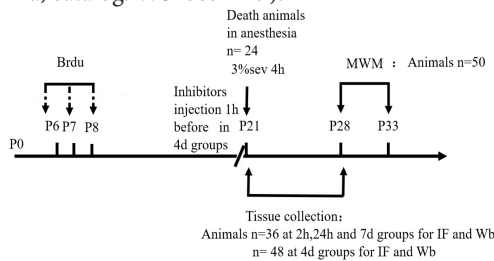 Death animals
in anesthesia
n= 24
3%sev 4h
Brdu
MWM : Animals n=50
Inhibitors
injection 1h
before in
4d groups
P0
P6 P7 P8
P21
P28
P33
Tissue collection:
Animals n=36 at 2h,24h and 7d groups for IF and Wb
n= 48 at 4d groups for IF and Wb